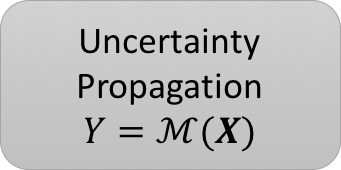 Uncertainty
Propagation
𝑌 = ℳ(𝑿)